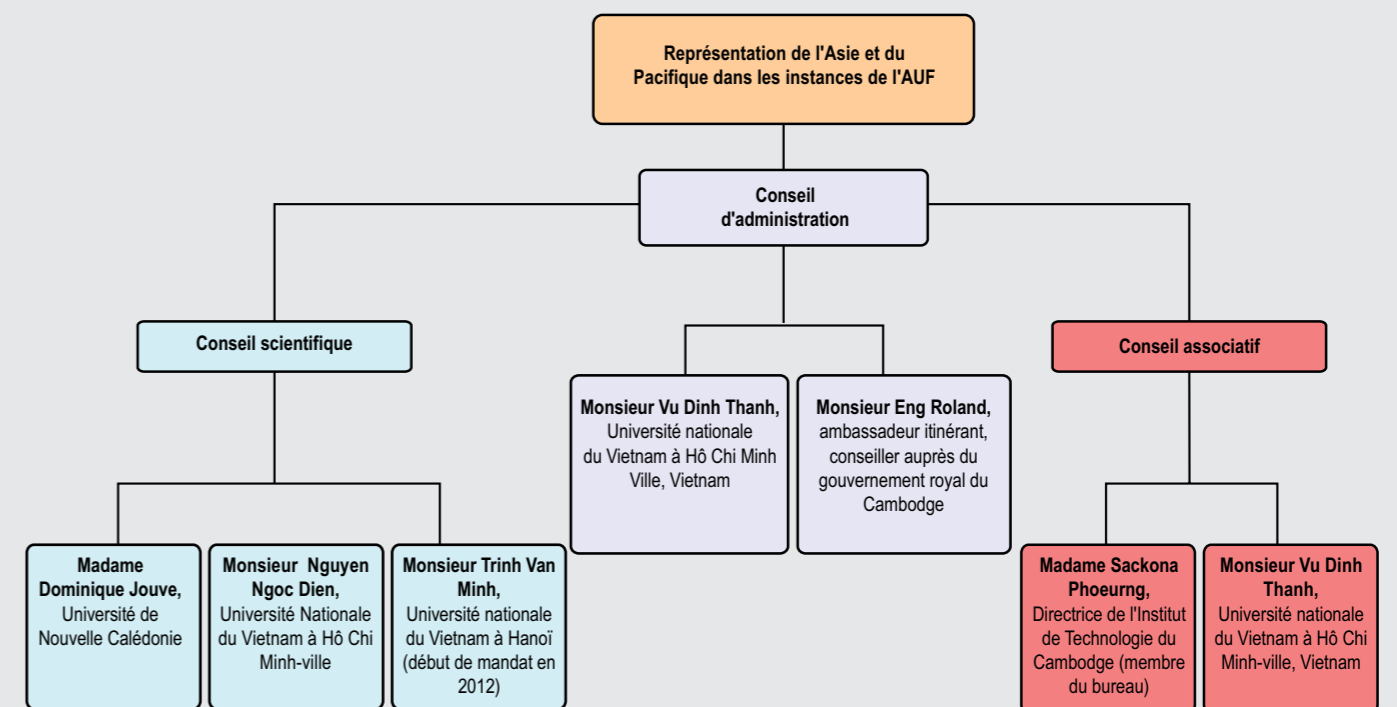 Représentation de l'Asie et du
Pacifique dans les instances de l'AUF
Conseil
d'administration
Conseil scientifique
Conseil associatif
Monsieur Vu Dinh Thanh,
Université nationale
du Vietnam à Hô Chi Minh
Ville, Vietnam
Monsieur Eng Roland,
ambassadeur itinérant,
conseiller auprès du
gouvernement royal du
Cambodge
Madame
Dominique Jouve,
Université de
Nouvelle Calédonie
Monsieur Nguyen
Ngoc Dien,
Université Nationale
du Vietnam à Hô Chi
Minh-ville
Monsieur Trinh Van
Minh,
Université nationale
du Vietnam à Hanoï
(début de mandat en
2012)
Madame Sackona
Phoeurng,
Directrice de l'Institut
de Technologie du
Cambodge (membre
du bureau)
Monsieur Vu Dinh
Thanh,
Université nationale
du Vietnam à Hô Chi
Minh-ville, Vietnam